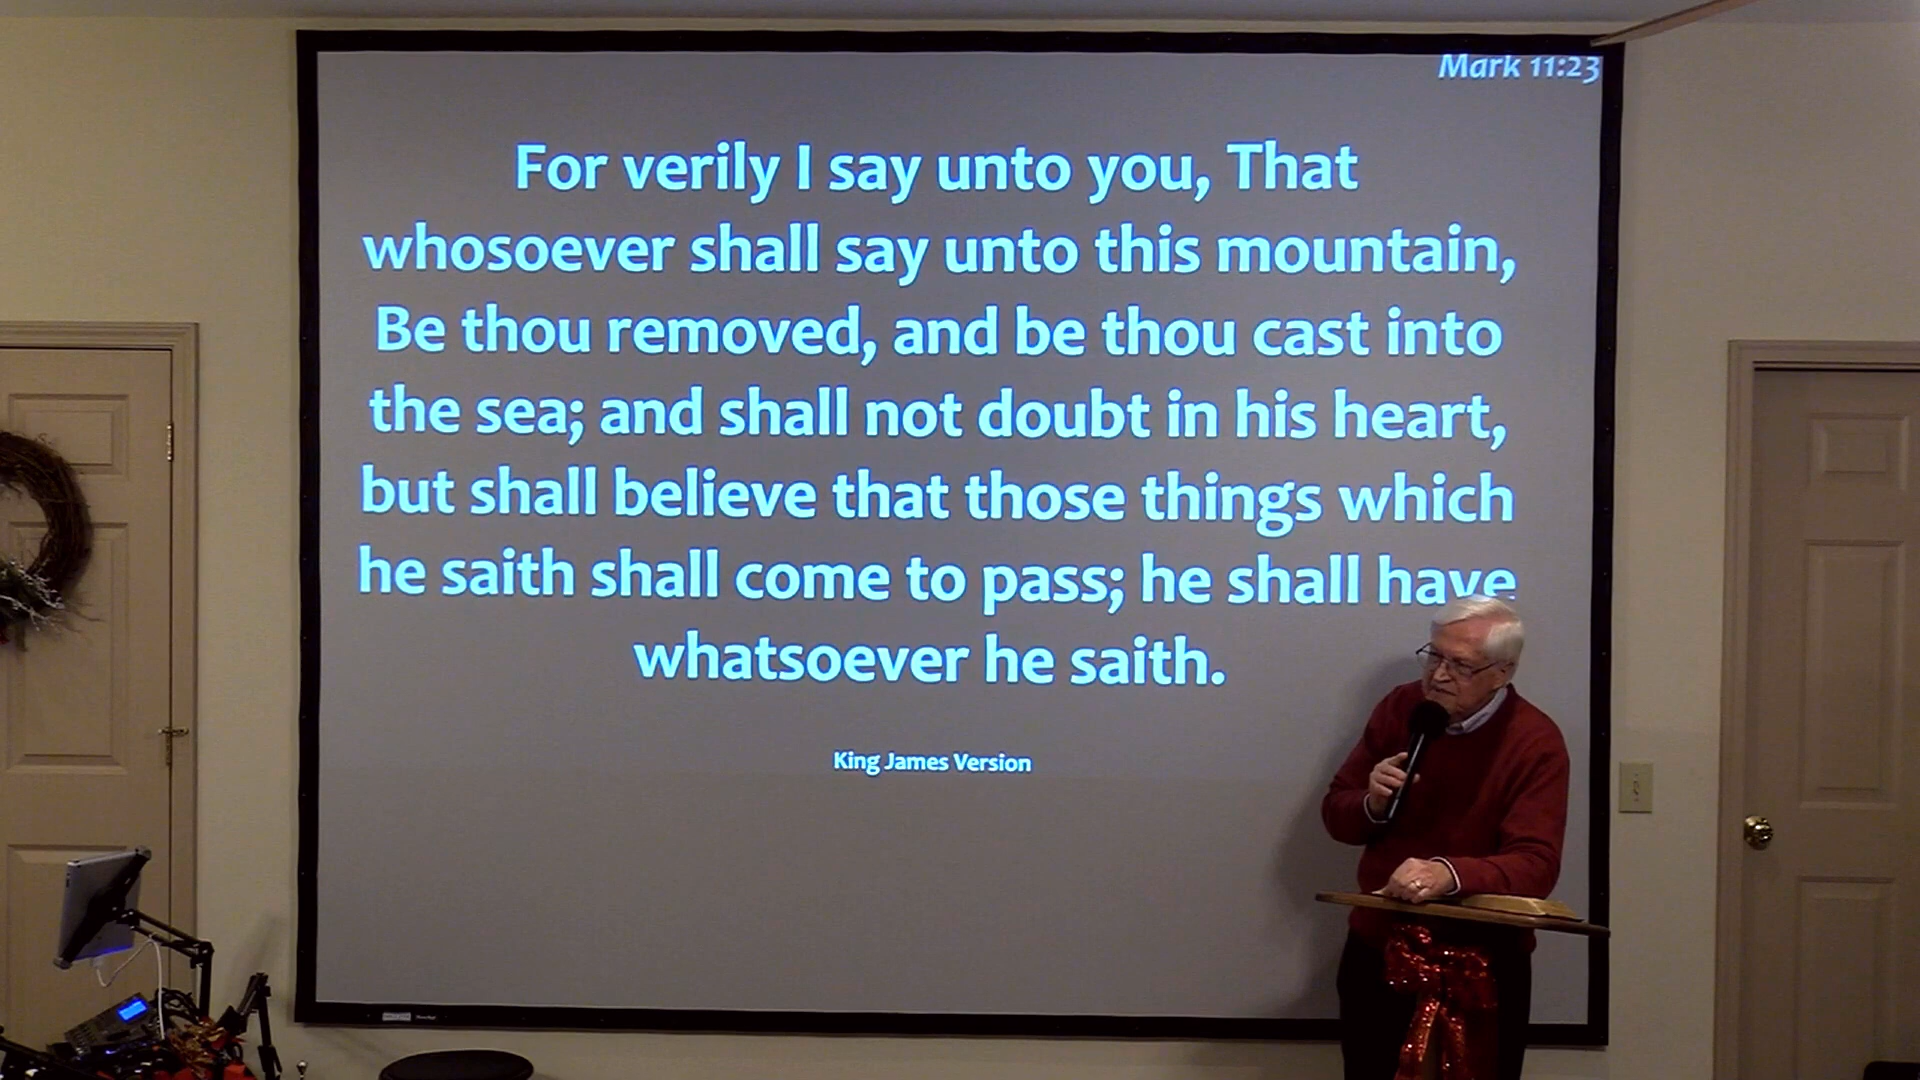 Mark 11:23
For verily I say unto you, That
whosoever shall say unto this mountain,
Be thou removed, and be thou cast into
the sea; and shall not doubt in his heart,
but shall believe that those things which
he saith shall come to pass; he shall have
whatsoever he saith.
King James Version